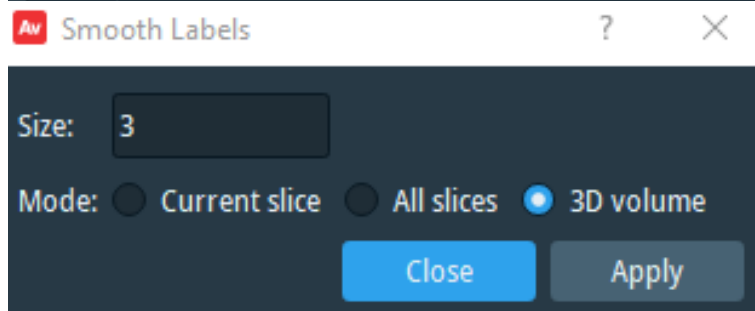 Av Smooth Labels ?
Size: 3
Mode: Current slice All slices 3D volume
Close Apply